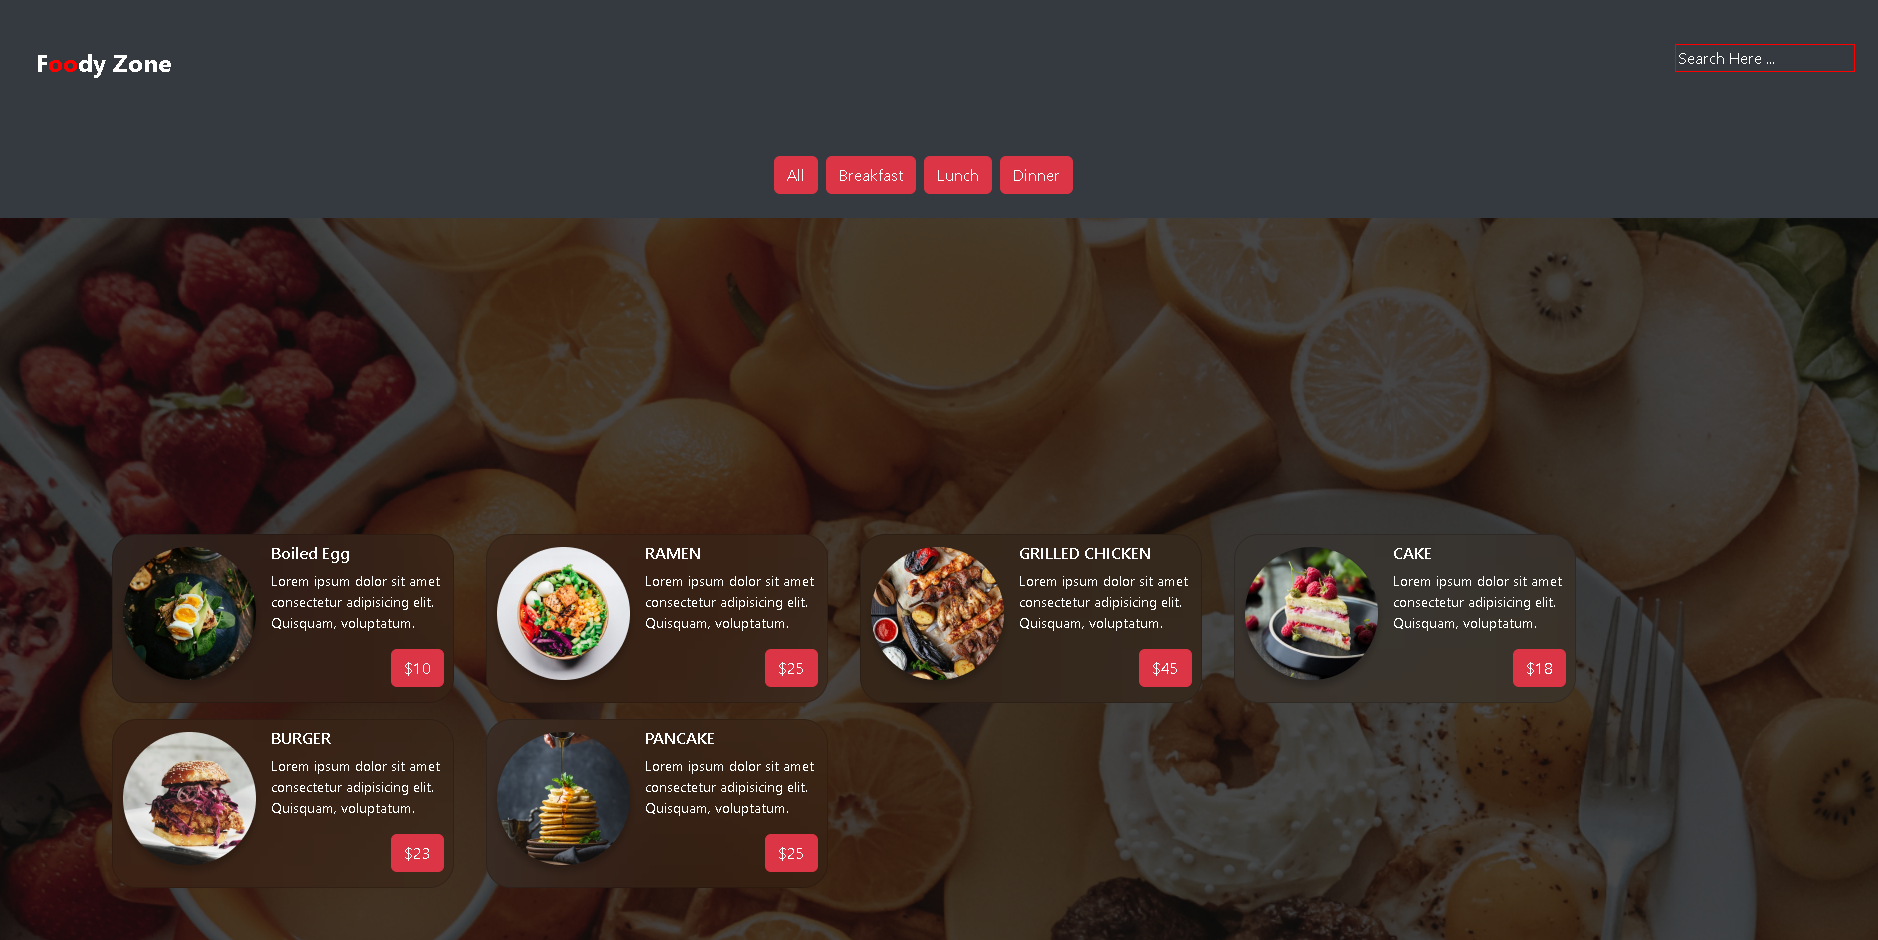 Foody Zone
Search Here ...
All
Breakfast
Lunch
Dinner
Boiled Egg
Lorem ipsum dolor sit amet
consectetur adipisicing elit.
Quisquam, voluptatum.
$10
RAMEN
Lorem ipsum dolor sit amet
consectetur adipisicing elit.
Quisquam, voluptatum.
$25
GRILLED CHICKEN
Lorem ipsum dolor sit amet
consectetur adipisicing elit.
Quisquam, voluptatum.
$45
CAKE
Lorem ipsum dolor sit amet
consectetur adipisicing elit.
Quisquam, voluptatum.
$18
BURGER
Lorem ipsum dolor sit amet
consectetur adipisicing elit.
Quisquam, voluptatum.
$23
PANCAKE
Lorem ipsum dolor sit amet
consectetur adipisicing elit.
Quisquam, voluptatum.
$25